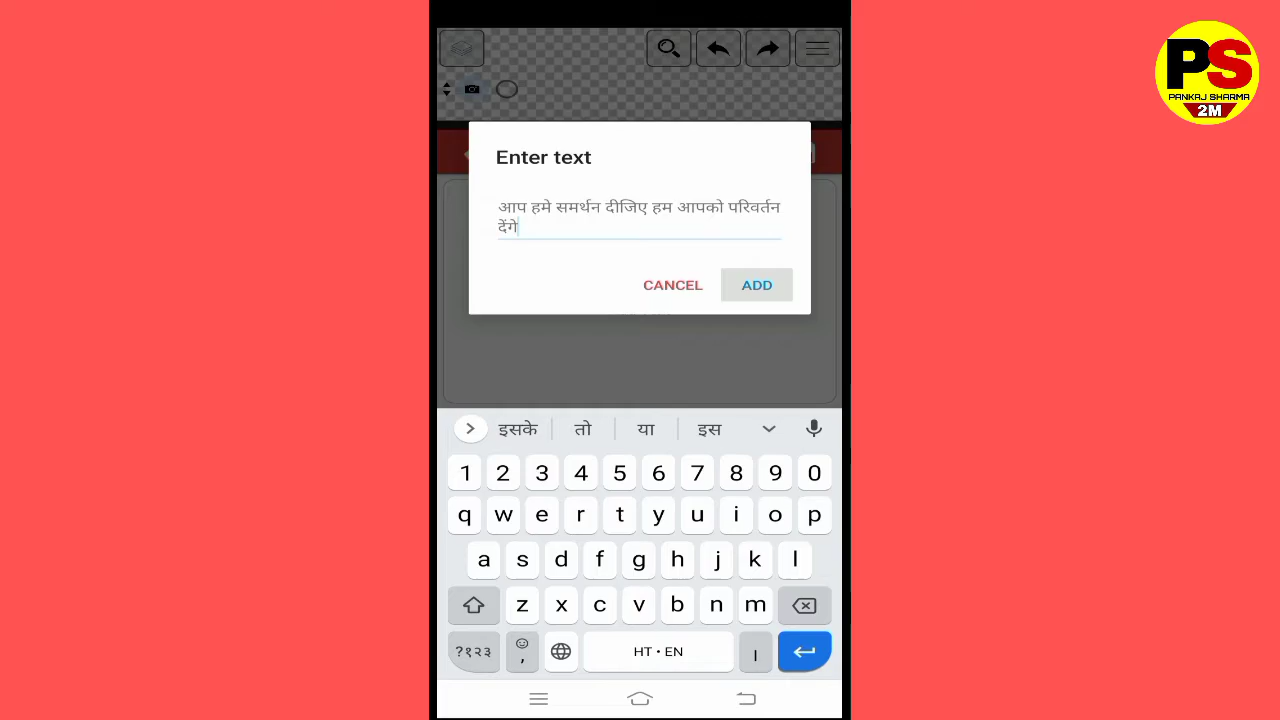 PS
PANKAJ SHARMA
2M
Enter text
आप हमे समर्थन दीजिए हम आपको परिवर्तन
देंगे
CANCEL ADD
इसके तो या इस
1 2 3 4 5 6 7 8 9 0
q w e r t y u i o p
a s d f g h j k l
z x c v b n m
?१२३ , HT • EN ।